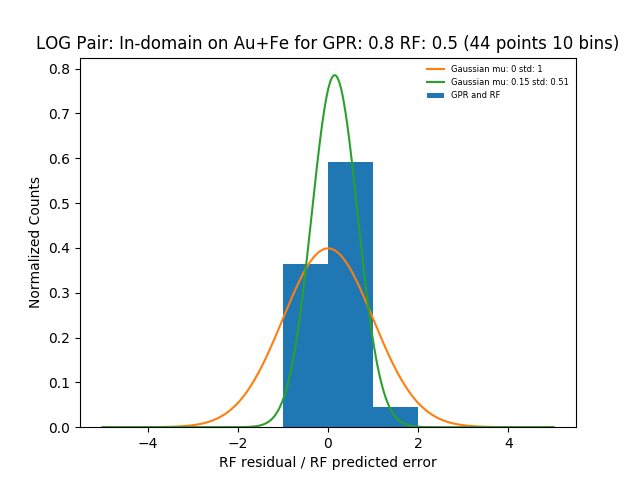 LOG Pair: In-domain on Au+Fe for GPR: 0.8 RF: 0.5 (44 points 10 bins)
Gaussian mu: 0 std: 1
Gaussian mu: 0.15 std: 0.51
GPR and RF
Normalized Counts
0.8
0.7
0.6
0.5
0.4
0.3
0.2
0.1
0.0
−4
−2
0
2
4
RF residual / RF predicted error